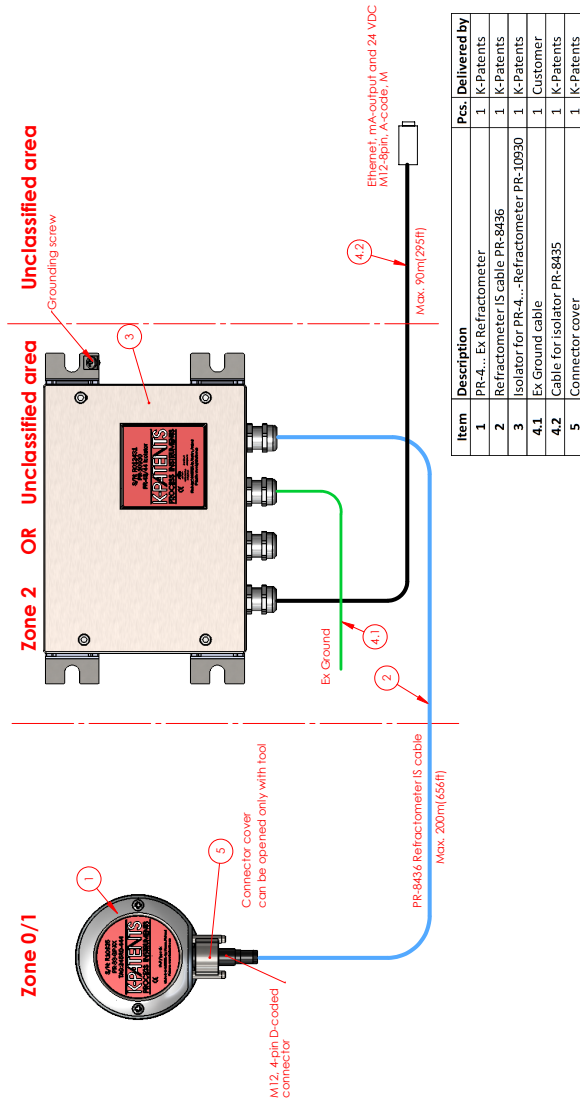 Zone 0/1
Zone 2 OR Unclassified area
Unclassified area
Grounding screw
1
3
K-PATENTS
PROCESS INSTRUMENTS
K-PATENTS
PROCESS INSTRUMENTS
5
Connector cover
can be opened only with tool
M12, 4-pin D-coded
connector
Ex Ground
4.1
2
PR-8436 Refractometer IS cable
Max. 200m(656ft)
4.2
Max. 90m(295ft)
Ethernet, mA-output and 24 VDC
M12-8pin, A-code, M
Item Description Pcs. Delivered by
1 PR-4... Ex Refractometer 1 K-Patents
2 Refractometer IS cable PR-8436 1 K-Patents
3 Isolator for PR-4...-Refractometer PR-10930 1 K-Patents
4.1 Ex Ground cable 1 Customer
4.2 Cable for isolator PR-8435 1 K-Patents
5 Connector cover 1 K-Patents